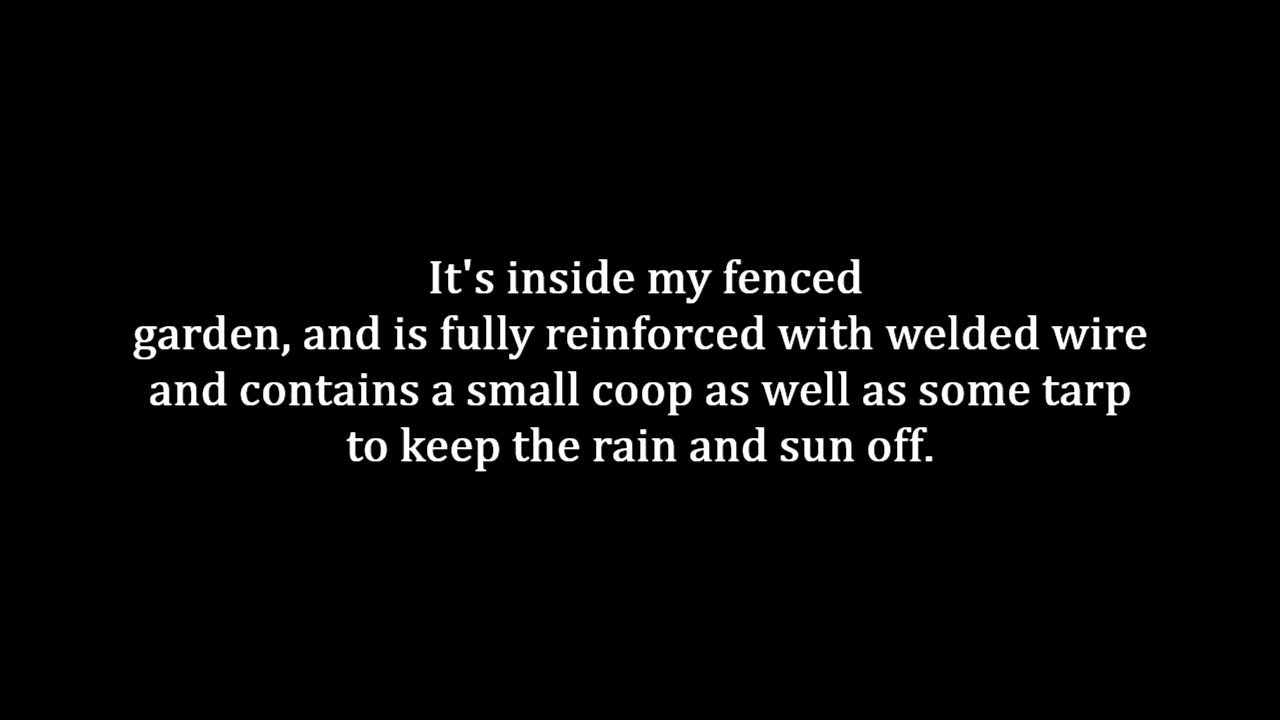 It's inside my fenced
garden, and is fully reinforced with welded wire
and contains a small coop as well as some tarp
to keep the rain and sun off.